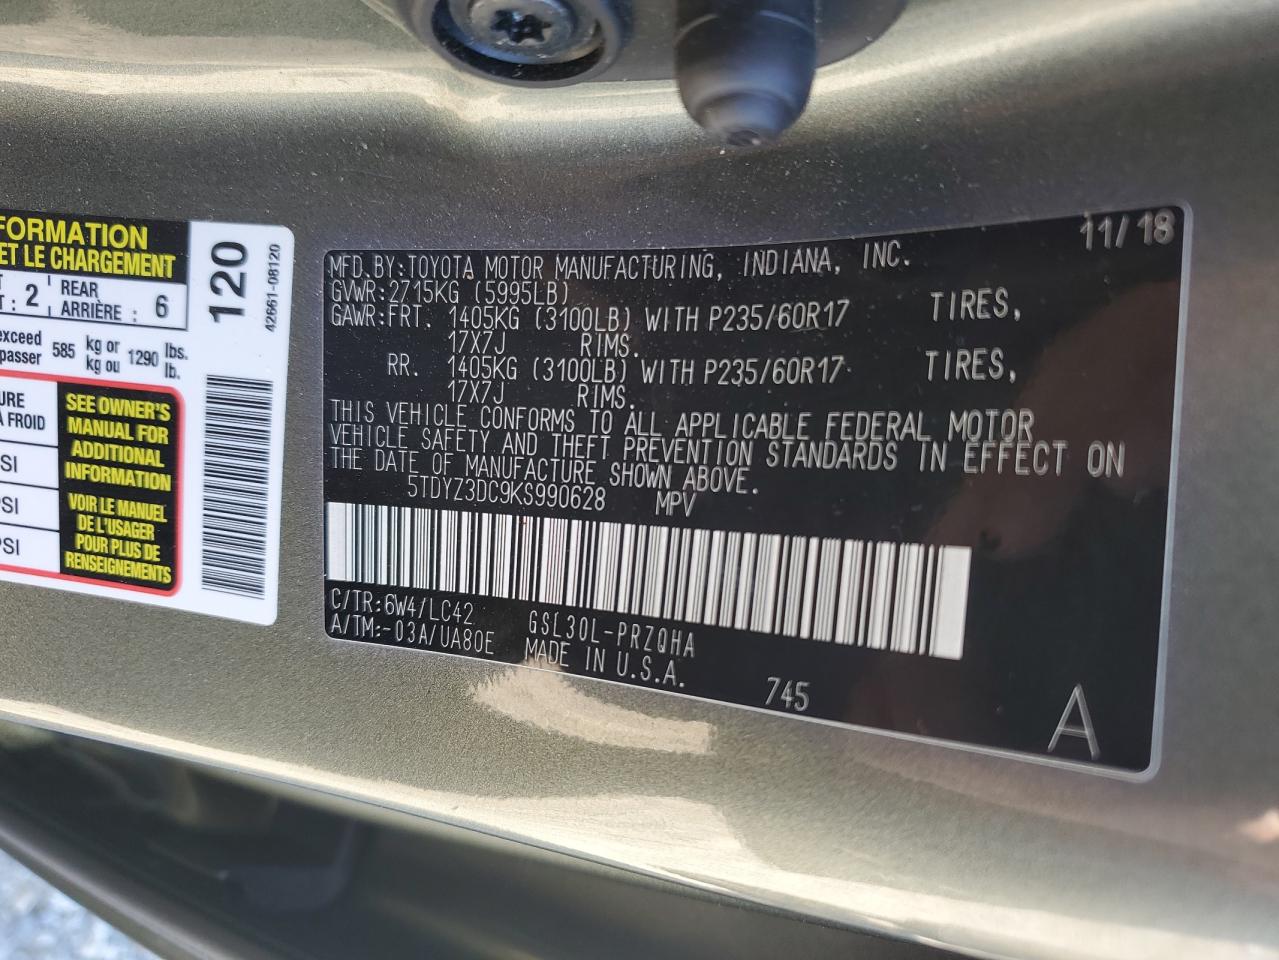 FORMATION
ET LE CHARGEMENT
2
REAR
ARRIÈRE : 6
exceed
passer 585 kg or kg ou 1290 lbs. lb.
URE
A FROID
SI
PSI
PSI
SEE OWNER'S
MANUAL FOR
ADDITIONAL
INFORMATION
VOIR LE MANUEL
DE L'USAGER
POUR PLUS DE
RENSEIGNEMENTS
120
42661-08120
11/18
MFD.BY:TOYOTA MOTOR MANUFACTURING, INDIANA, INC.
GVWR:2715KG (5995LB)
GAWR:FRT. 1405KG (3100LB) WITH P235/60R17 TIRES,
17X7J RIMS.
RR. 1405KG (3100LB) WITH P235/60R17 TIRES,
17X7J RIMS.
THIS VEHICLE CONFORMS TO ALL APPLICABLE FEDERAL MOTOR
VEHICLE SAFETY AND THEFT PREVENTION STANDARDS IN EFFECT ON
THE DATE OF MANUFACTURE SHOWN ABOVE.
5TDYZ3DC9KS990628 MPV
C/TR:6W4/LC42 GSL30L-PRZQHA
A/TM:-03A/UA80E MADE IN U.S.A.
745
A